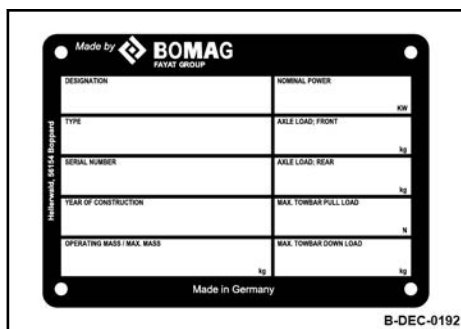 Made by BOMAG
FAYAT GROUP
Hellerwald, 56154 Boppard
DESIGNATION
NOMINAL POWER
KW
TYPE
AXLE LOAD; FRONT
kg
SERIAL NUMBER
AXLE LOAD; REAR
kg
YEAR OF CONSTRUCTION
MAX. TOWBAR PULL LOAD
N
OPERATING MASS / MAX. MASS
kg
MAX. TOWBAR DOWN LOAD
kg
Made in Germany
B-DEC-0192